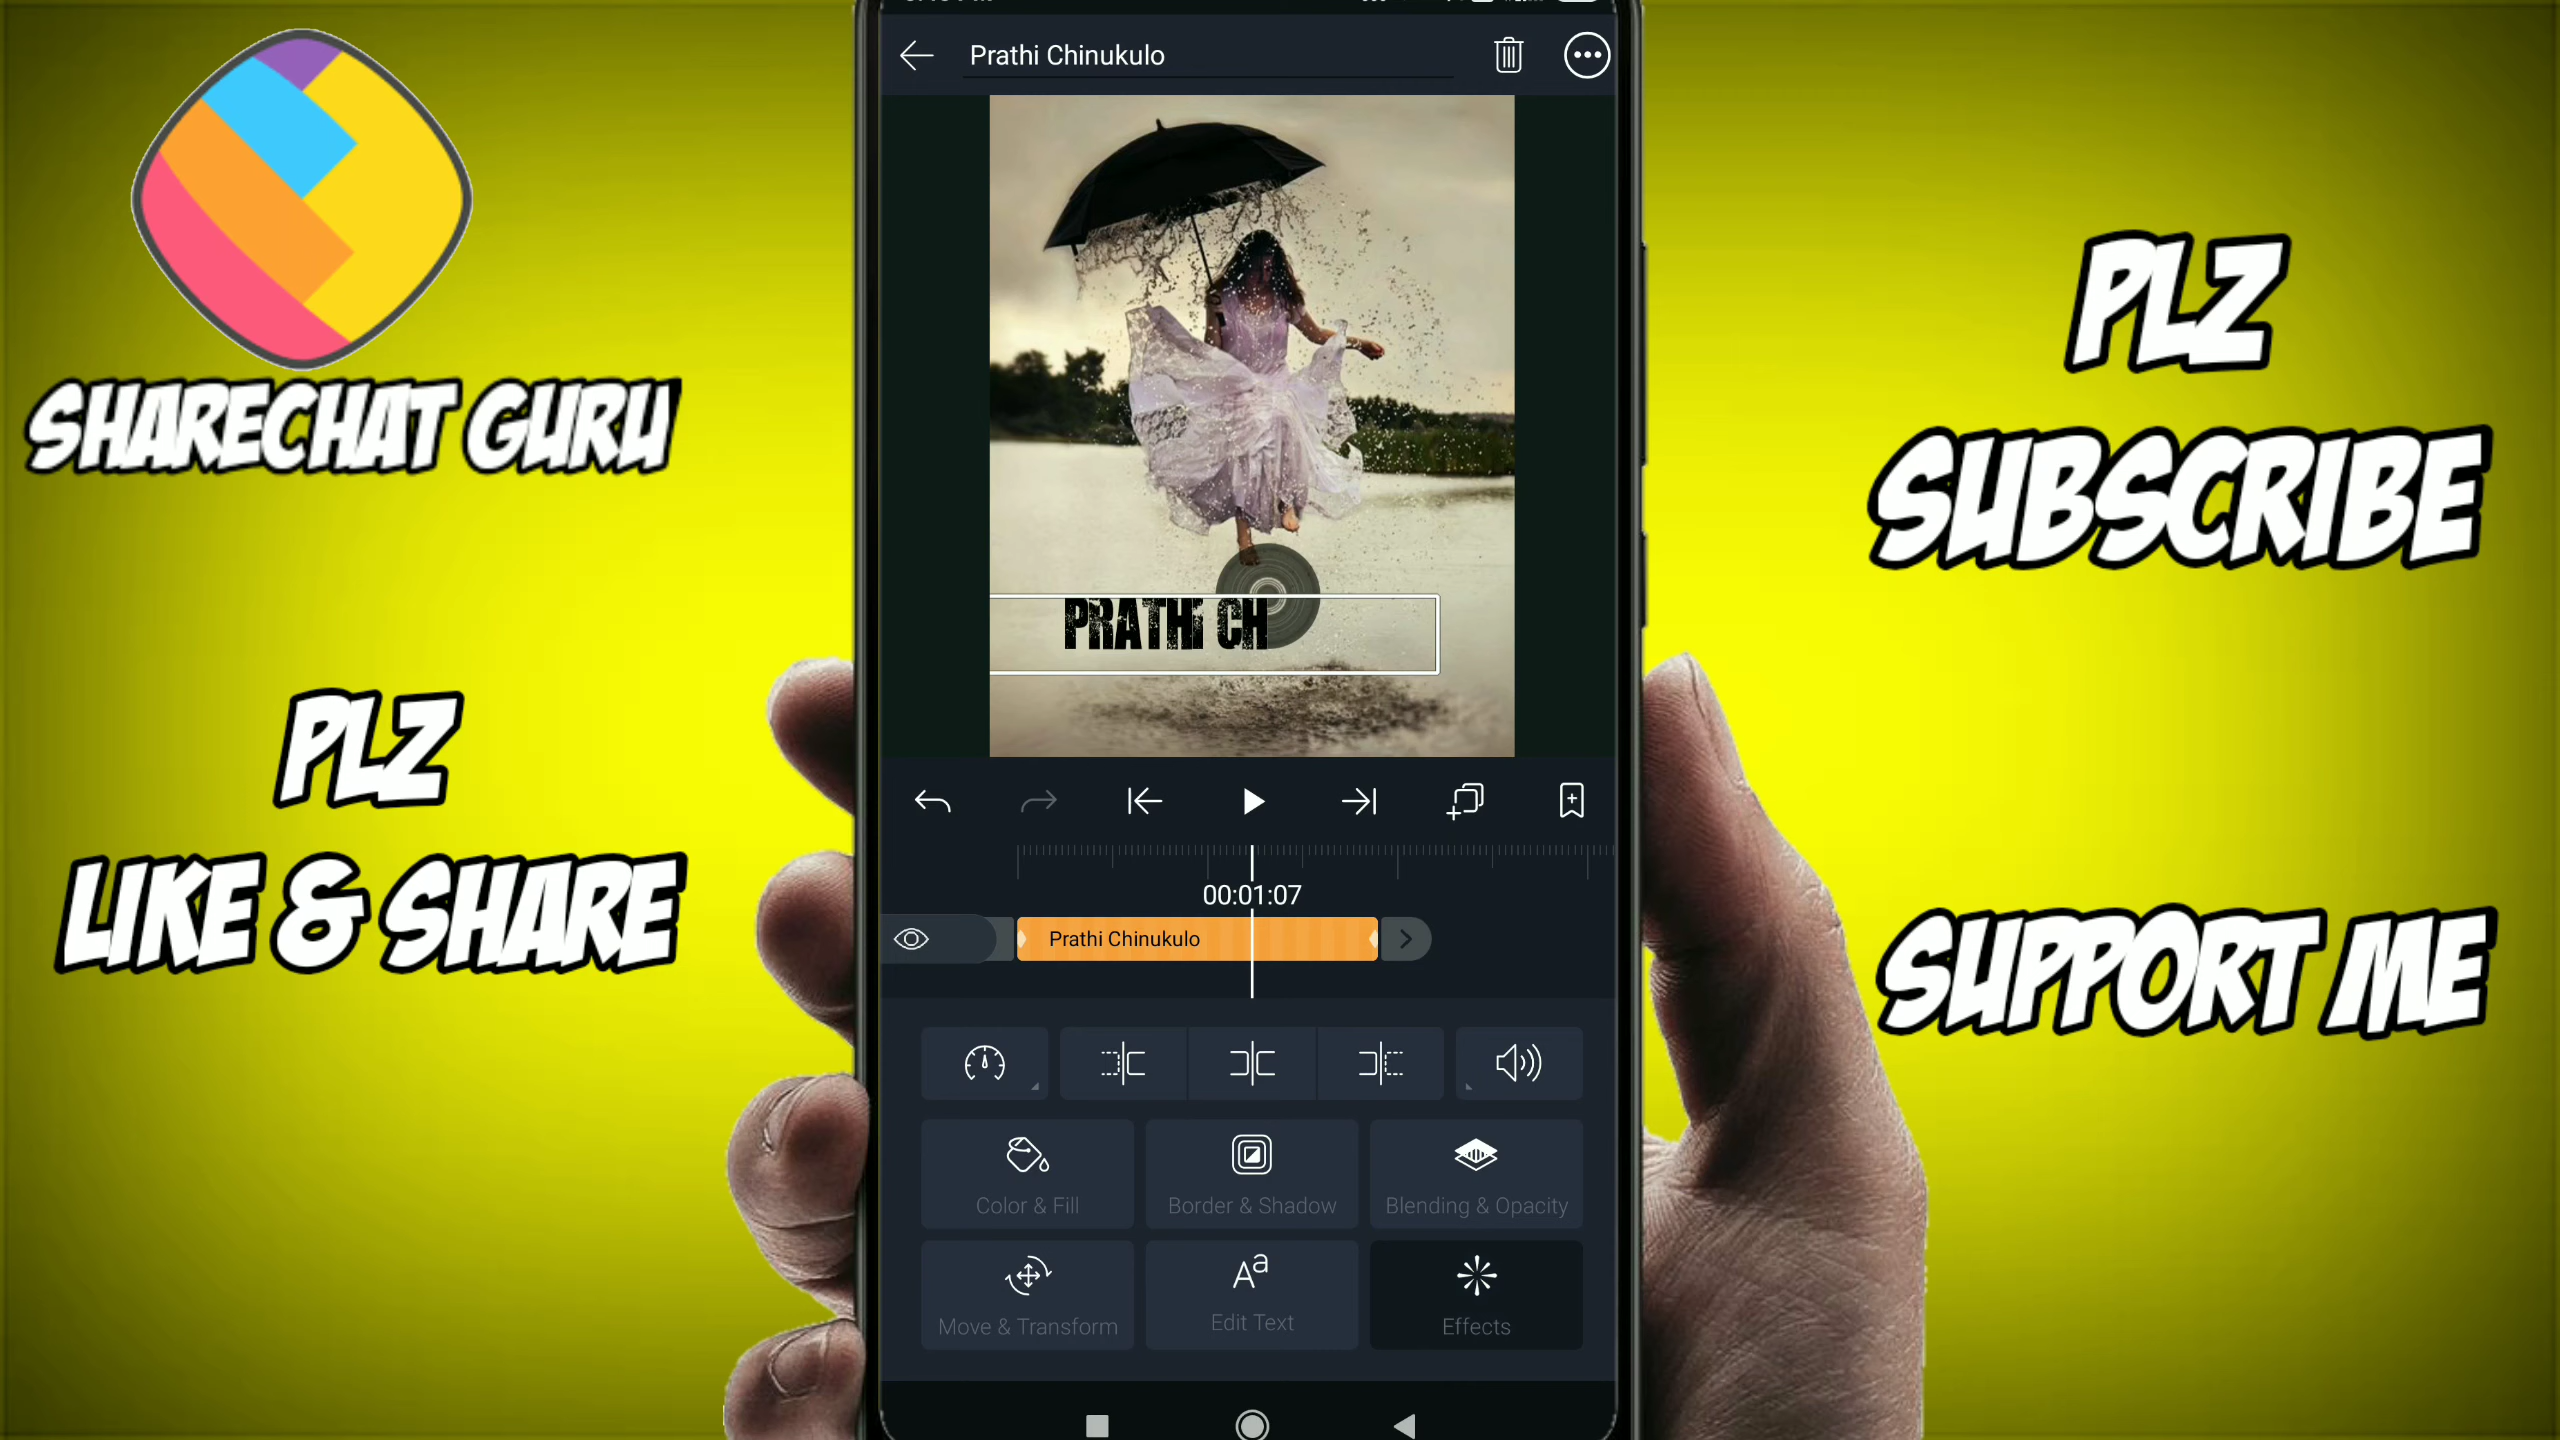 Prathi Chinukulo
SHARECHAT GURU
PLZ
LIKE & SHARE
PLZ
SUBSCRIBE
SUPPORT ME
PRATHI CH
00:01:07
Prathi Chinukulo
Color & Fill
Border & Shadow
Blending & Opacity
Move & Transform
Aa
Edit Text
Effects